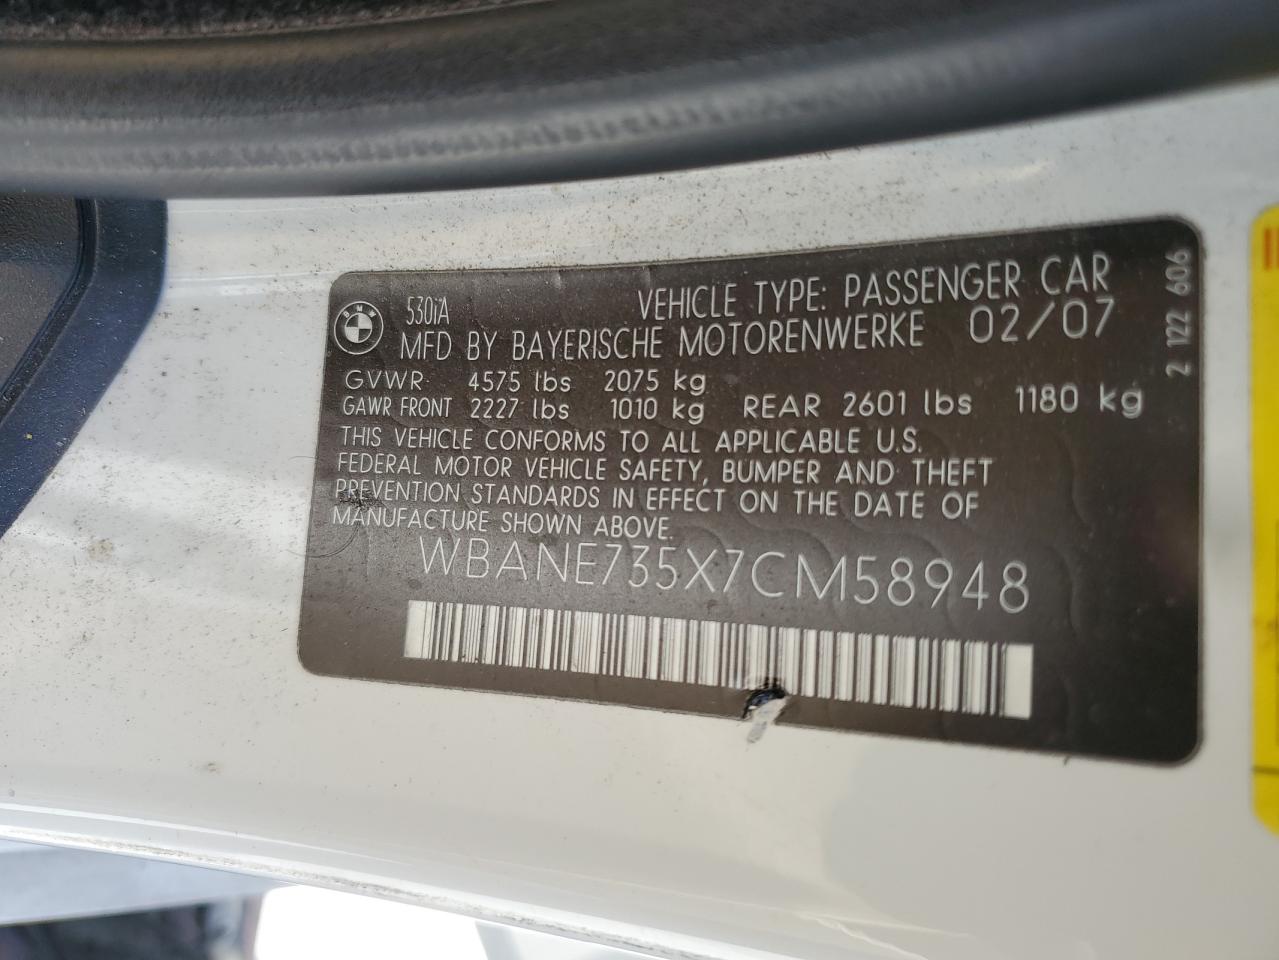 BMW
530iA VEHICLE TYPE: PASSENGER CAR
MFD BY BAYERISCHE MOTORENWERKE 02/07
GVWR 4575 lbs 2075 kg
GAWR FRONT 2227 lbs 1010 kg REAR 2601 lbs 1180 kg
THIS VEHICLE CONFORMS TO ALL APPLICABLE U.S.
FEDERAL MOTOR VEHICLE SAFETY, BUMPER AND THEFT
PREVENTION STANDARDS IN EFFECT ON THE DATE OF
MANUFACTURE SHOWN ABOVE.
WBANE735X7CM58948
2 122 606